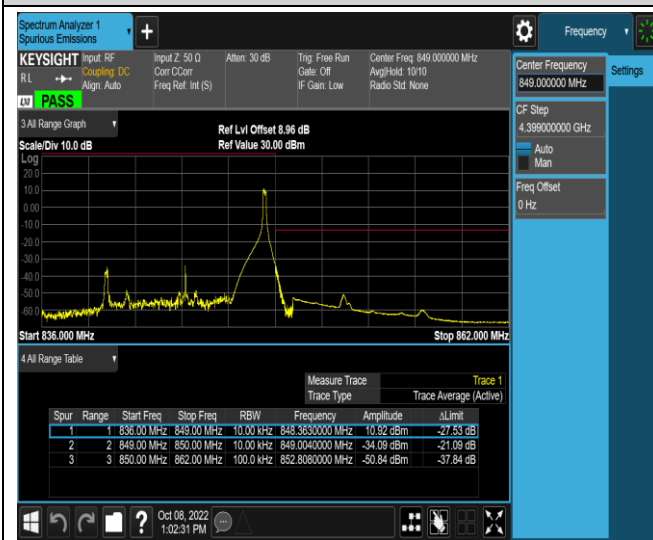 Spectrum Analyzer 1
Spurious Emissions
+
Frequency
KEYSIGHT Input: RF Input Z: 50 Ω Atten: 30 dB Trig: Free Run Center Freq: 849.000000 MHz
RL Coupling: DC Corr CCorr Gate: Off Avg|Hold: 10/10
Align: Auto Freq Ref: Int (S) IF Gain: Low Radio Std: None
LXI PASS
Center Frequency
849.000000 MHz
Settings
CF Step
4.399000000 GHz
Auto
Man
Freq Offset
0 Hz
3 All Range Graph
Ref Lvl Offset 8.96 dB
Scale/Div 10.0 dB Ref Value 30.00 dBm
Log
20.0
10.0
0.00
-10.0
-20.0
-30.0
-40.0
-50.0
-60.0
Start 836.000 MHz Stop 862.000 MHz
4 All Range Table
Measure Trace Trace 1
Trace Type Trace Average (Active)
Spur Range Start Freq Stop Freq RBW Frequency Amplitude ΔLimit
1 1 836.00 MHz 849.00 MHz 10.00 kHz 848.3630000 MHz 10.92 dBm -27.53 dB
2 2 849.00 MHz 850.00 MHz 10.00 kHz 849.0040000 MHz -34.09 dBm -21.09 dB
3 3 850.00 MHz 862.00 MHz 100.0 kHz 852.8080000 MHz -50.84 dBm -37.84 dB
? Oct 08, 2022
1:02:31 PM